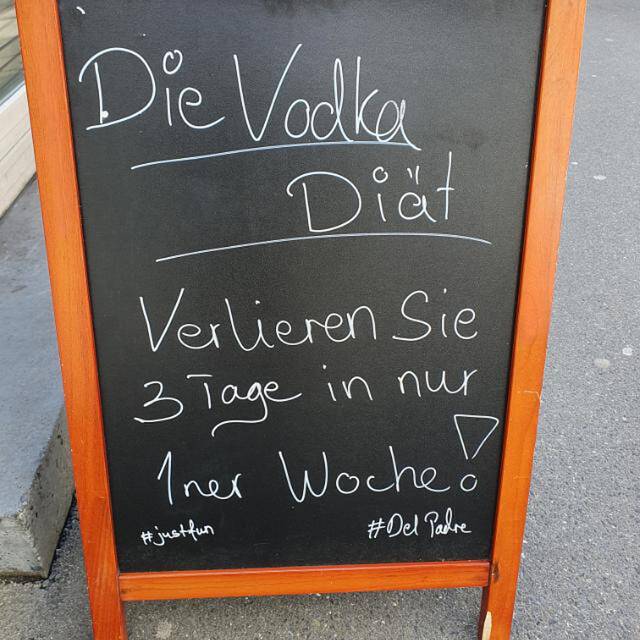 Die Vodka
Diät
Verlieren Sie
3 Tage in nur
1ner Woche!
#justfun #Del Padre